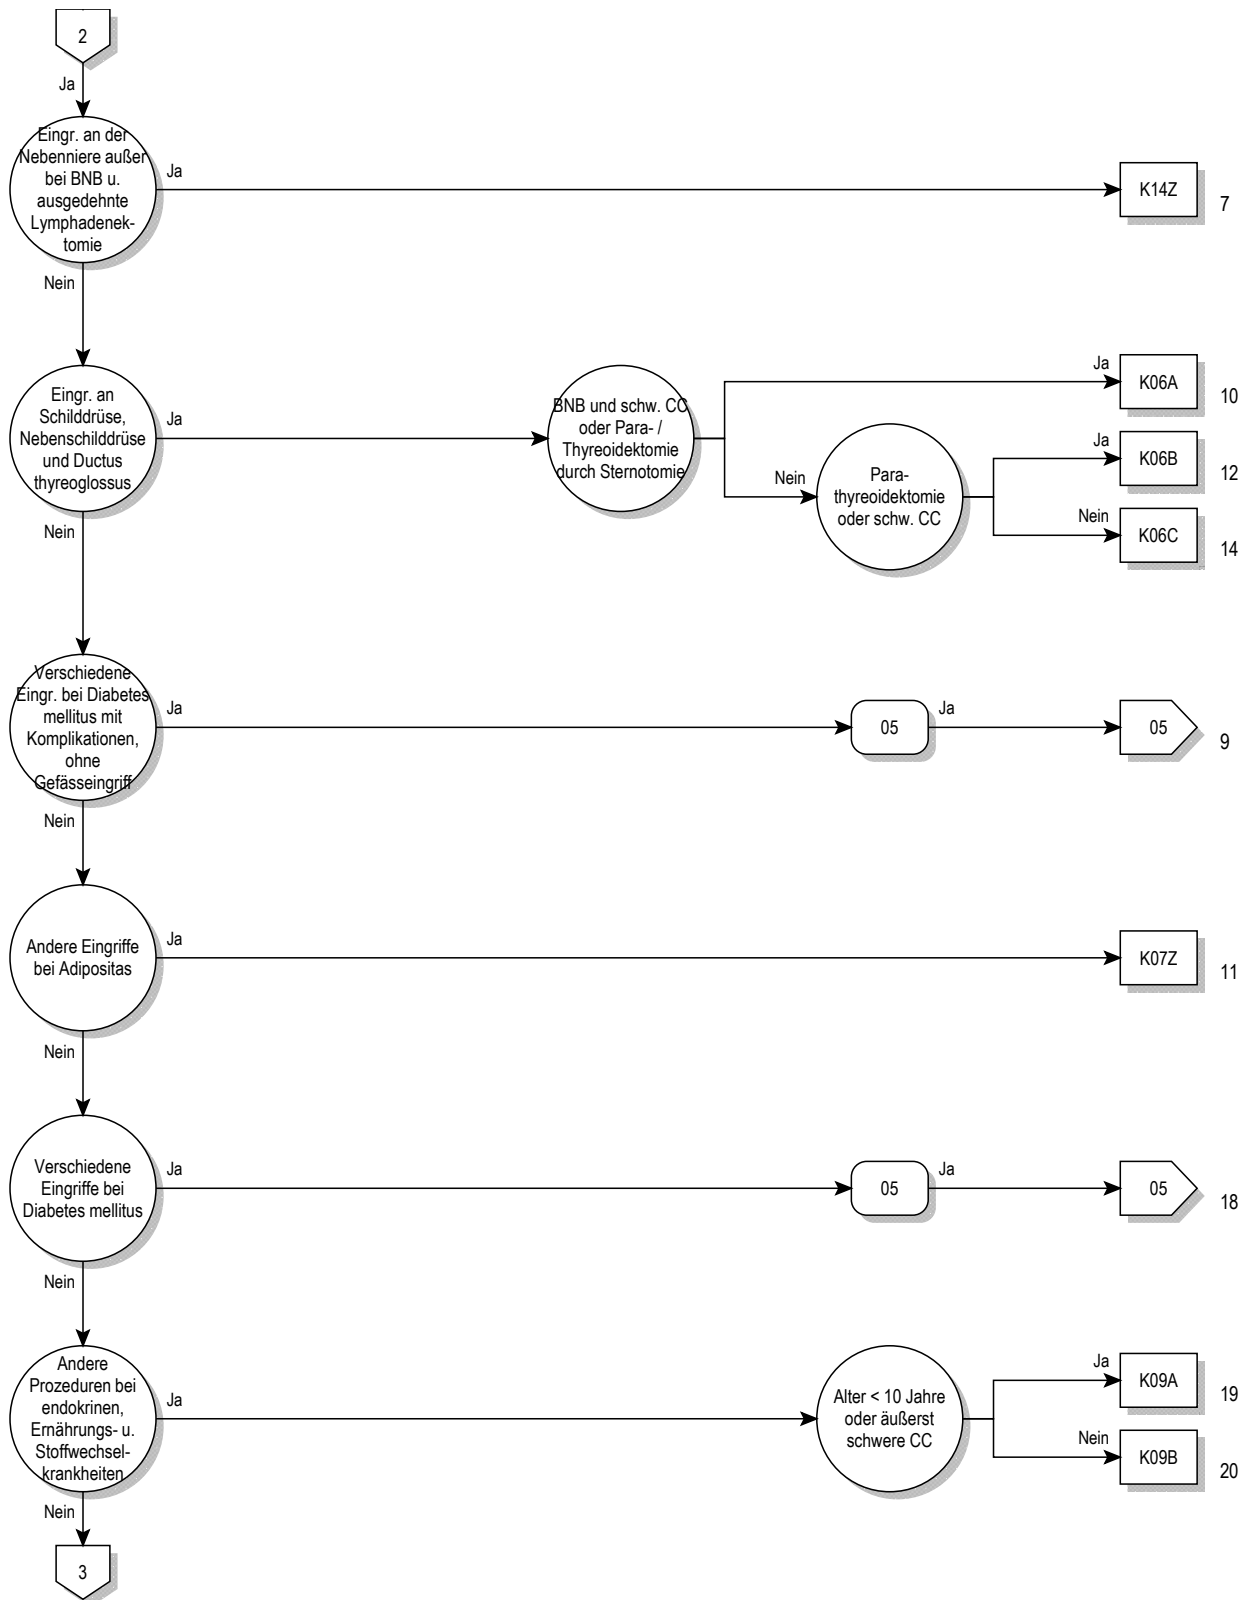 2
Ja
Eingr. an der
Nebenniere außer
bei BNB u.
ausgedehnte
Lymphadenek-
tomie
Ja
K14Z
7
Nein
Eingr. an
Schilddrüse,
Nebenschilddrüse
und Ductus
thyreoglossus
Ja
BNB und schw. CC
oder Para- /
Thyreoidektomie
durch Sternotomie
Ja
K06A
10
Nein
Para-
thyreoidektomie
oder schw. CC
Ja
K06B
12
Nein
K06C
14
Nein
Verschiedene
Eingr. bei Diabetes
mellitus mit
Komplikationen,
ohne
Gefässeingriff
Ja
05
Ja
05
9
Nein
Andere Eingriffe
bei Adipositas
Ja
K07Z
11
Nein
Verschiedene
Eingriffe bei
Diabetes mellitus
Ja
05
Ja
05
18
Nein
Andere
Prozeduren bei
endokrinen,
Ernährungs- u.
Stoffwechsel-
krankheiten
Ja
Alter < 10 Jahre
oder äußerst
schwere CC
Ja
K09A
19
Nein
K09B
20
Nein
3